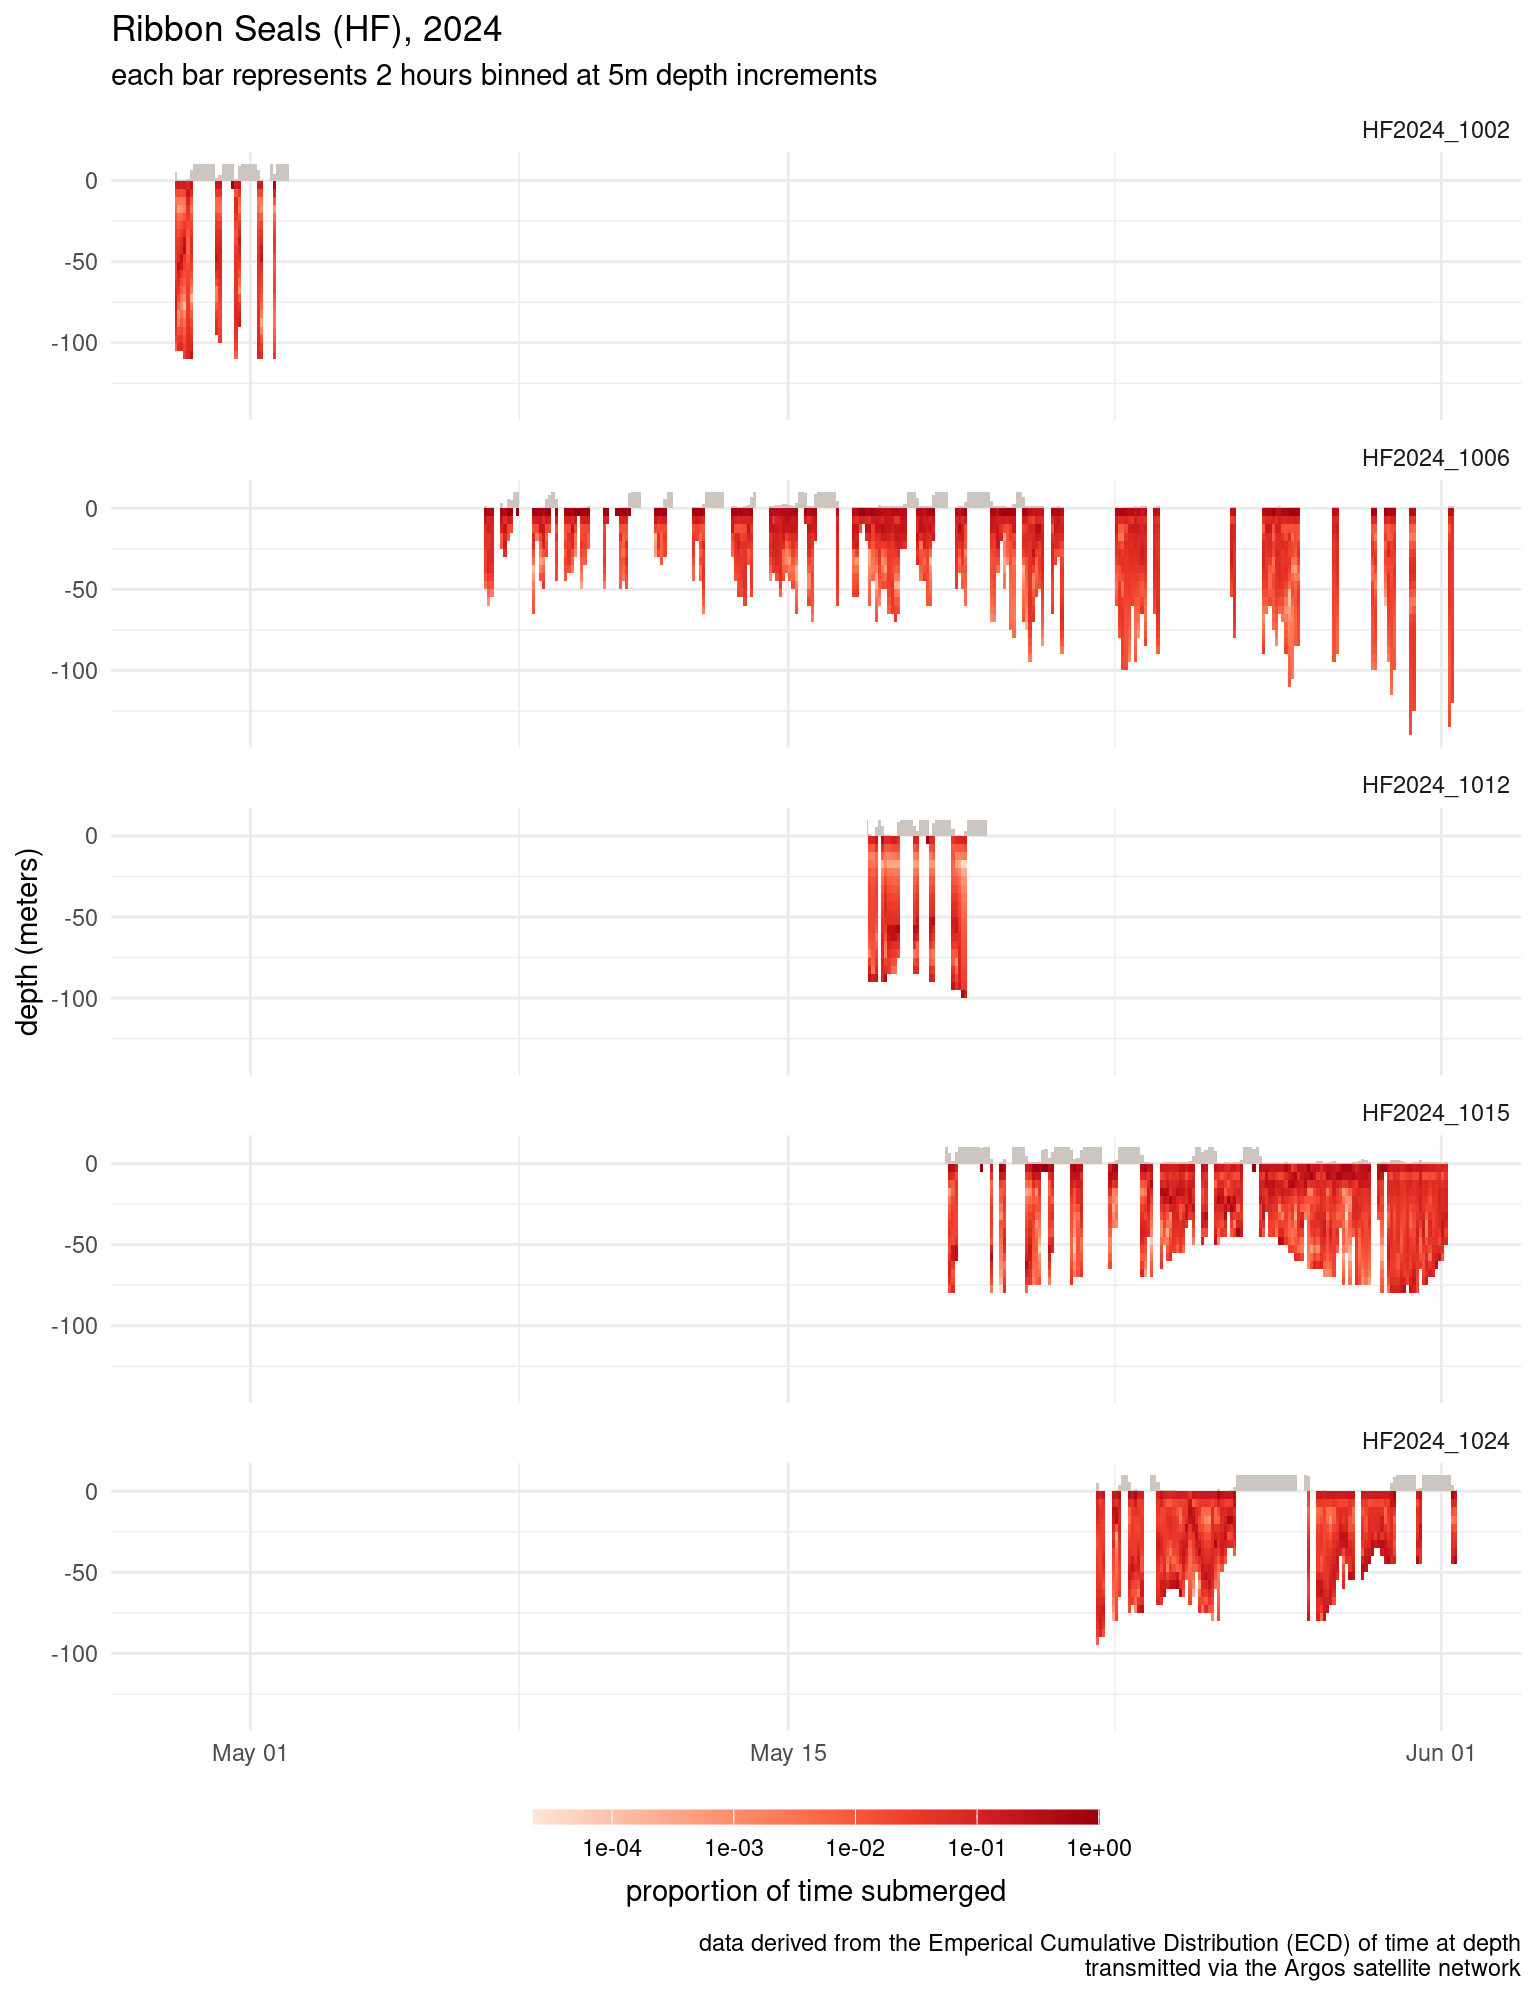 Ribbon Seals (HF), 2024
each bar represents 2 hours binned at 5m depth increments
HF2024_1002
0
-50
-100
HF2024_1006
0
-50
-100
HF2024_1012
0
-50
-100
depth (meters)
HF2024_1015
0
-50
-100
HF2024_1024
0
-50
-100
May 01 May 15 Jun 01
1e-04 1e-03 1e-02 1e-01 1e+00
proportion of time submerged
data derived from the Emperical Cumulative Distribution (ECD) of time at depth
transmitted via the Argos satellite network